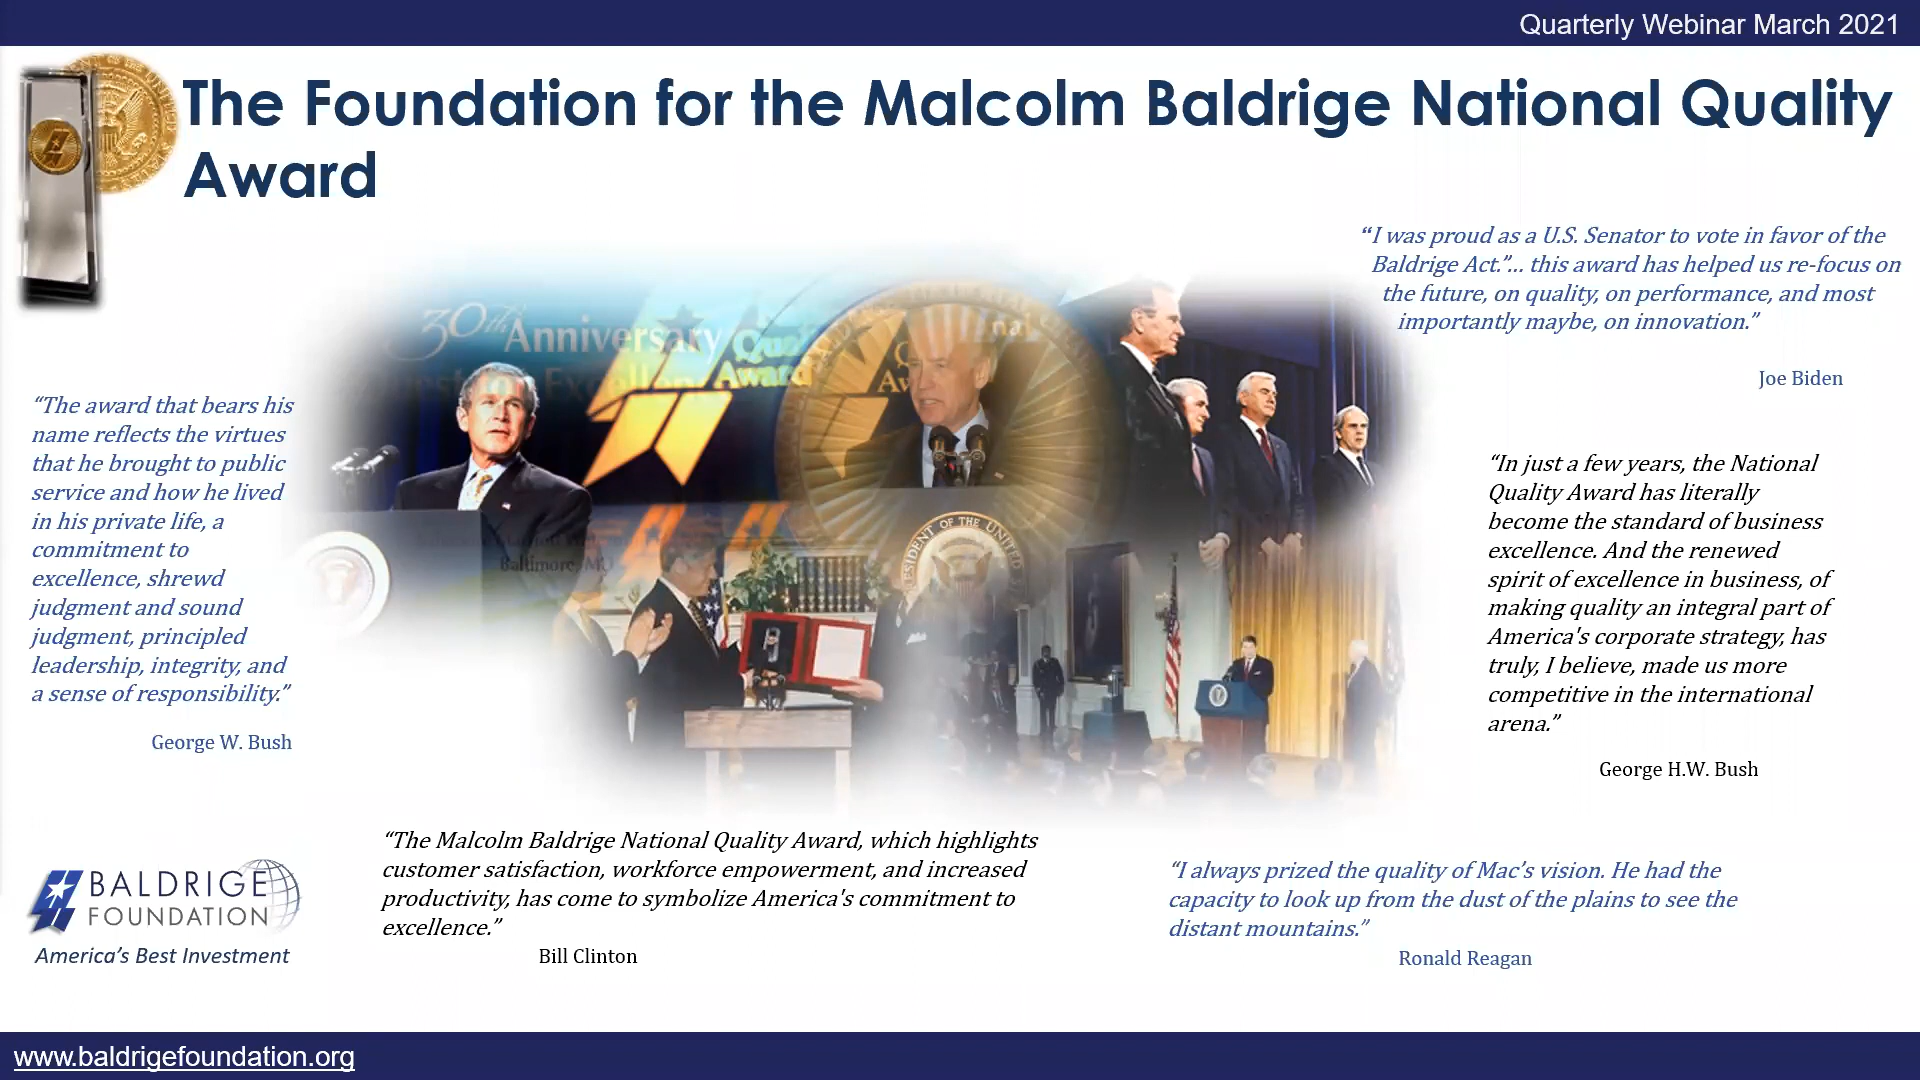 Quarterly Webinar March 2021
The Foundation for the Malcolm Baldrige National Quality
Award
“I was proud as a U.S. Senator to vote in favor of the
Baldrige Act.”... this award has helped us re-focus on
the future, on quality, on performance, and most
importantly maybe, on innovation.”
Joe Biden
30th
Anniversary
Award
Baltimore, MD
PRESIDENT OF THE UNITED
“The award that bears his
name reflects the virtues
that he brought to public
service and how he lived
in his private life, a
commitment to
excellence, shrewd
judgment and sound
judgment, principled
leadership, integrity, and
a sense of responsibility.”
George W. Bush
“In just a few years, the National
Quality Award has literally
become the standard of business
excellence. And the renewed
spirit of excellence in business, of
making quality an integral part of
America's corporate strategy, has
truly, I believe, made us more
competitive in the international
arena.”
George H.W. Bush
“The Malcolm Baldrige National Quality Award, which highlights
customer satisfaction, workforce empowerment, and increased
productivity, has come to symbolize America's commitment to
excellence.”
Bill Clinton
“I always prized the quality of Mac’s vision. He had the
capacity to look up from the dust of the plains to see the
distant mountains.”
Ronald Reagan
BALDRIGE
FOUNDATION
America’s Best Investment
www.baldrigefoundation.org